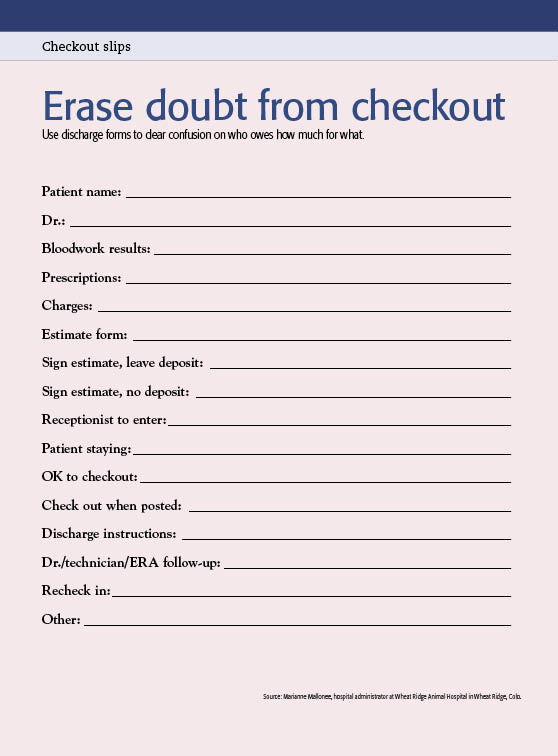 Checkout slips
Erase doubt from checkout
Use discharge forms to clear confusion on who owes how much for what.
Patient name:
Dr.:
Bloodwork results:
Prescriptions:
Charges:
Estimate form:
Sign estimate, leave deposit:
Sign estimate, no deposit:
Receptionist to enter:
Patient staying:
OK to checkout:
Check out when posted:
Discharge instructions:
Dr./technician/ERA follow-up:
Recheck in:
Other:
Source: Marianne Mallonee, hospital administrator at Wheat Ridge Animal Hospital in Wheat Ridge, Colo.